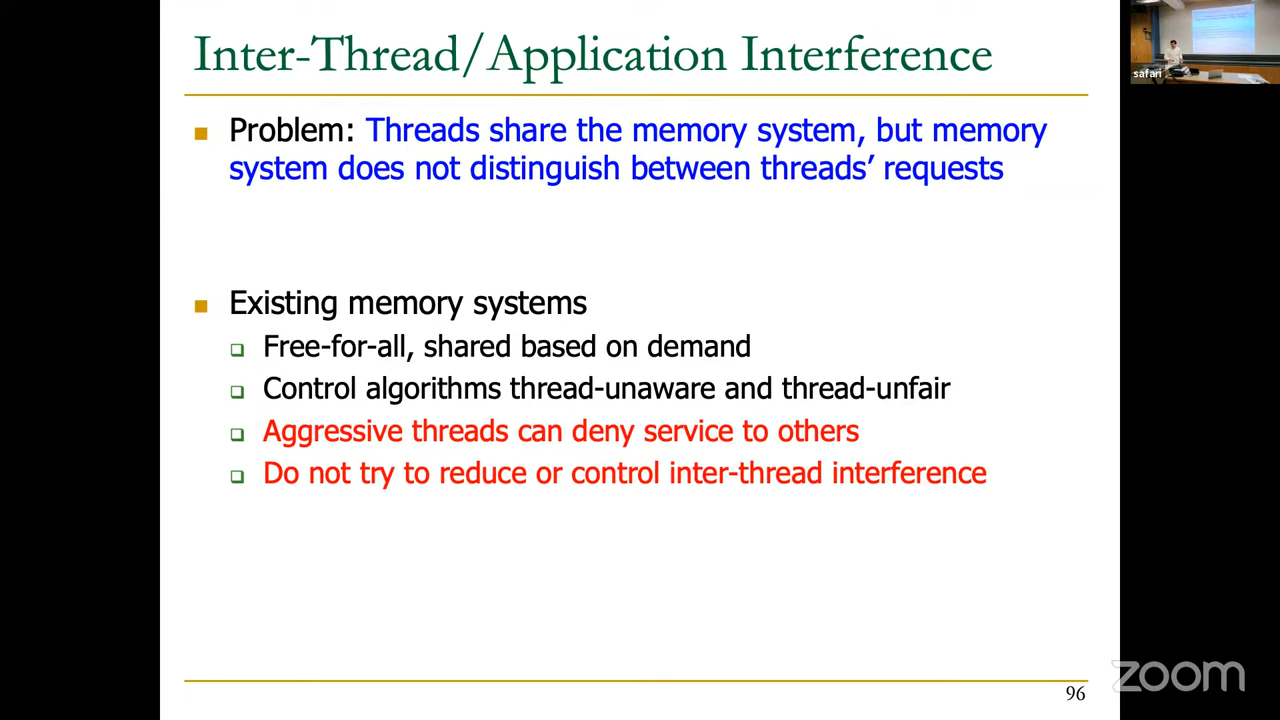 Inter-Thread/Application Interference
Problem: Threads share the memory system, but memory
system does not distinguish between threads’ requests
Existing memory systems
Free-for-all, shared based on demand
Control algorithms thread-unaware and thread-unfair
Aggressive threads can deny service to others
Do not try to reduce or control inter-thread interference
96
safari
zoom